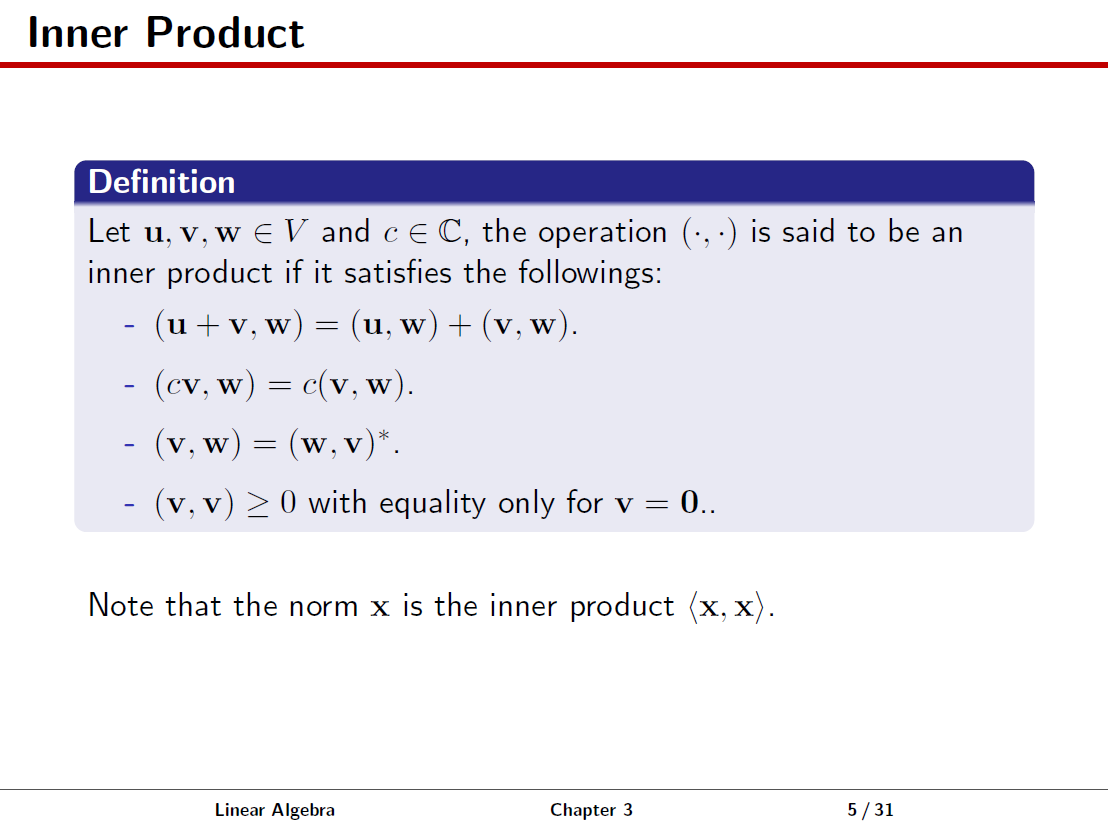 Inner Product
Definition
Let u, v, w ∈ V and c ∈ ℂ, the operation (·, ·) is said to be an
inner product if it satisfies the followings:
- (u + v, w) = (u, w) + (v, w).
- (cv, w) = c(v, w).
- (v, w) = (w, v)*.
- (v, v) ≥ 0 with equality only for v = 0..
Note that the norm x is the inner product ⟨x, x⟩.
Linear Algebra Chapter 3 5 / 31